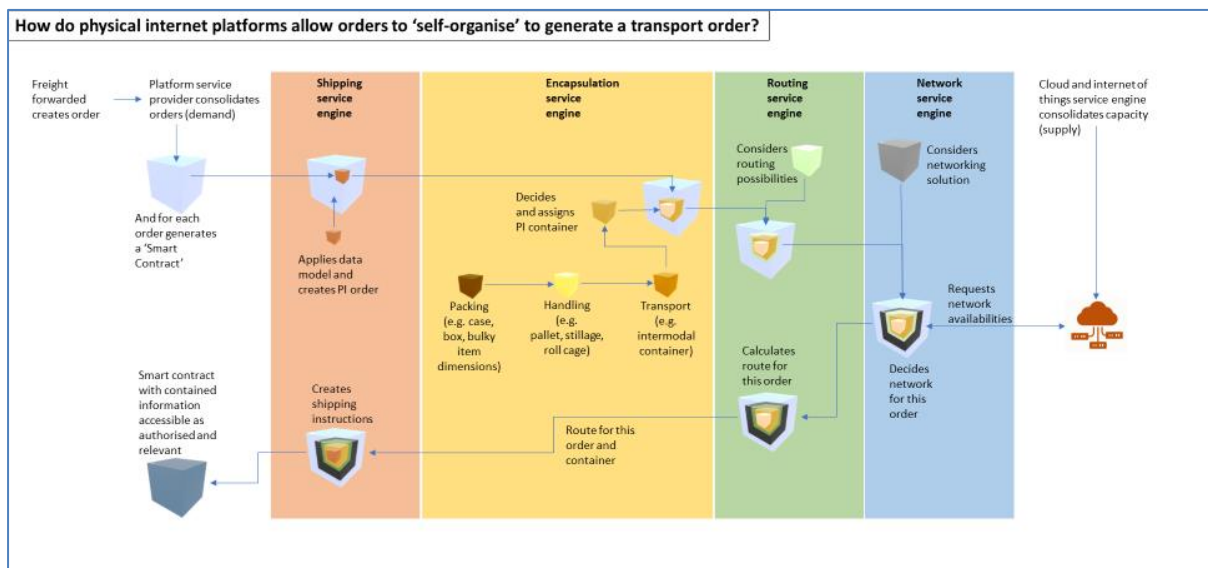 How do physical internet platforms allow orders to ‘self-organise’ to generate a transport order?
Freight
forwarded
creates order
Platform service
provider consolidates
orders (demand)
And for each
order generates
a ‘Smart
Contract’
Shipping
service
engine
Applies data
model and
creates PI order
Encapsulation
service
engine
Decides
and assigns
PI container
Packing
(e.g. case,
box, bulky
item
dimensions)
Handling
(e.g.
pallet, stillage,
roll cage)
Transport
(e.g.
intermodal
container)
Routing
service
engine
Considers
routing
possibilities
Network
service
engine
Considers
networking
solution
Cloud and internet of
things service engine
consolidates capacity
(supply)
Requests
network
availabilities
Decides
network
for this
order
Calculates
route for
this order
Route for this
order and
container
Creates
shipping
instructions
Smart contract
with contained
information
accessible as
authorised and
relevant